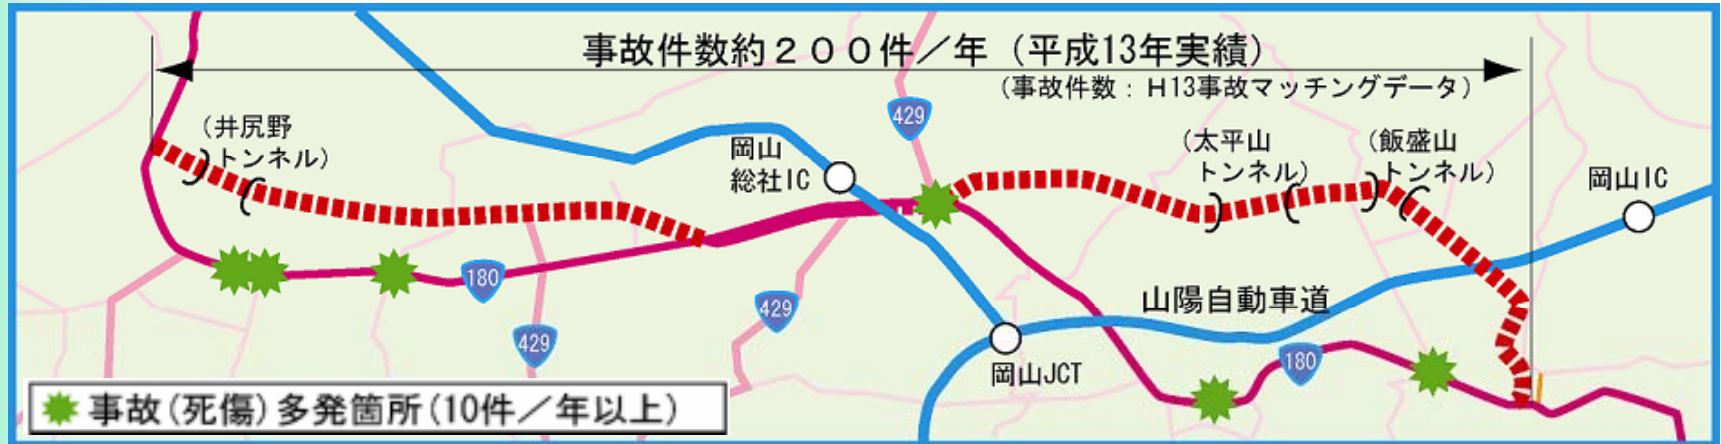 事故件数約２００件／年（平成13年実績）
（事故件数：Ｈ13事故マッチングデータ）
（井尻野
トンネル）
429
岡山
総社IC
（太平山
トンネル）
（飯盛山
トンネル）
岡山IC
180
429
429
山陽自動車道
岡山JCT
180
事故（死傷）多発箇所（10件／年以上）